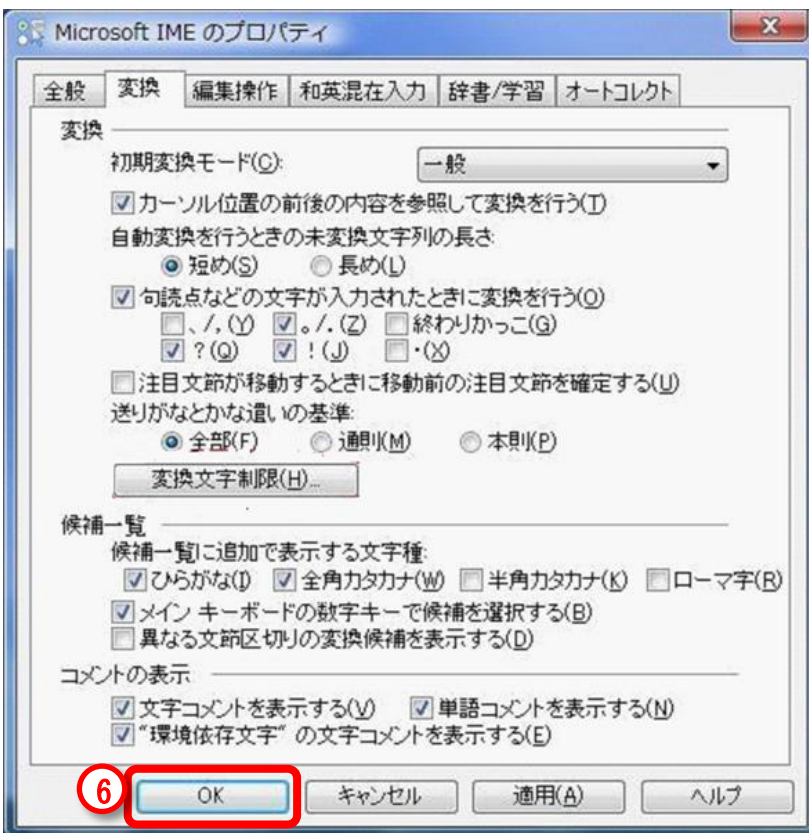 Microsoft IME のプロパティ
全般 変換 編集操作 和英混在入力 辞書/学習 オートコレクト
変換
初期変換モード(C): 一般
カーソル位置の前後の内容を参照して変換を行う(T)
自動変換を行うときの未変換文字列の長さ:
短め(S) 長め(L)
句読点などの文字が入力されたときに変換を行う(O)
、/,(Y) 。/.(Z) 終わりかっこ(G)
?(Q) !(J) ・(X)
注目文節が移動するときに移動前の注目文節を確定する(U)
送りがなとかな遣いの基準:
全部(F) 通則(M) 本則(P)
変換文字制限(H)...
候補一覧
候補一覧に追加で表示する文字種:
ひらがな(I) 全角カタカナ(W) 半角カタカナ(K) ローマ字(R)
メイン キーボードの数字キーで候補を選択する(B)
異なる文節区切りの変換候補を表示する(D)
コメントの表示
文字コメントを表示する(V) 単語コメントを表示する(N)
"環境依存文字" の文字コメントを表示する(E)
6 OK キャンセル 適用(A) ヘルプ